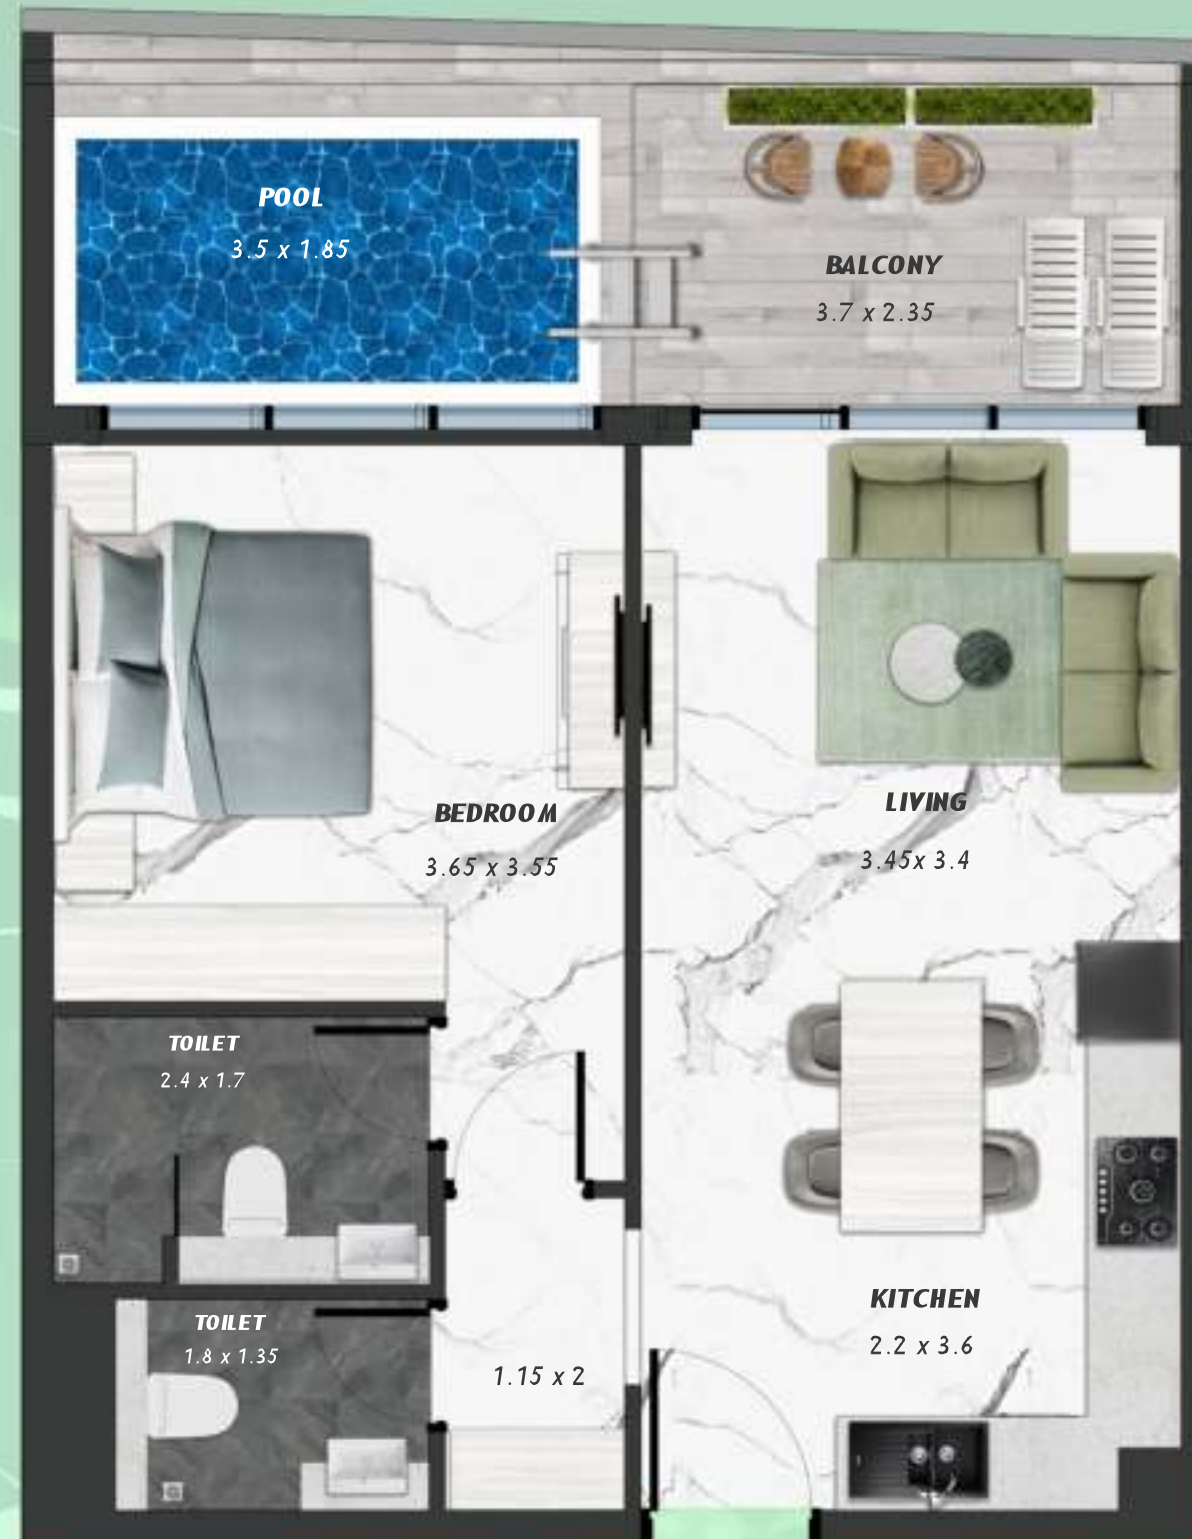 POOL
3.5 x 1.85
BALCONY
3.7 x 2.35
BEDROOM
3.65 x 3.55
LIVING
3.45x 3.4
TOILET
2.4 x 1.7
KITCHEN
2.2 x 3.6
TOILET
1.8 x 1.35
1.15 x 2